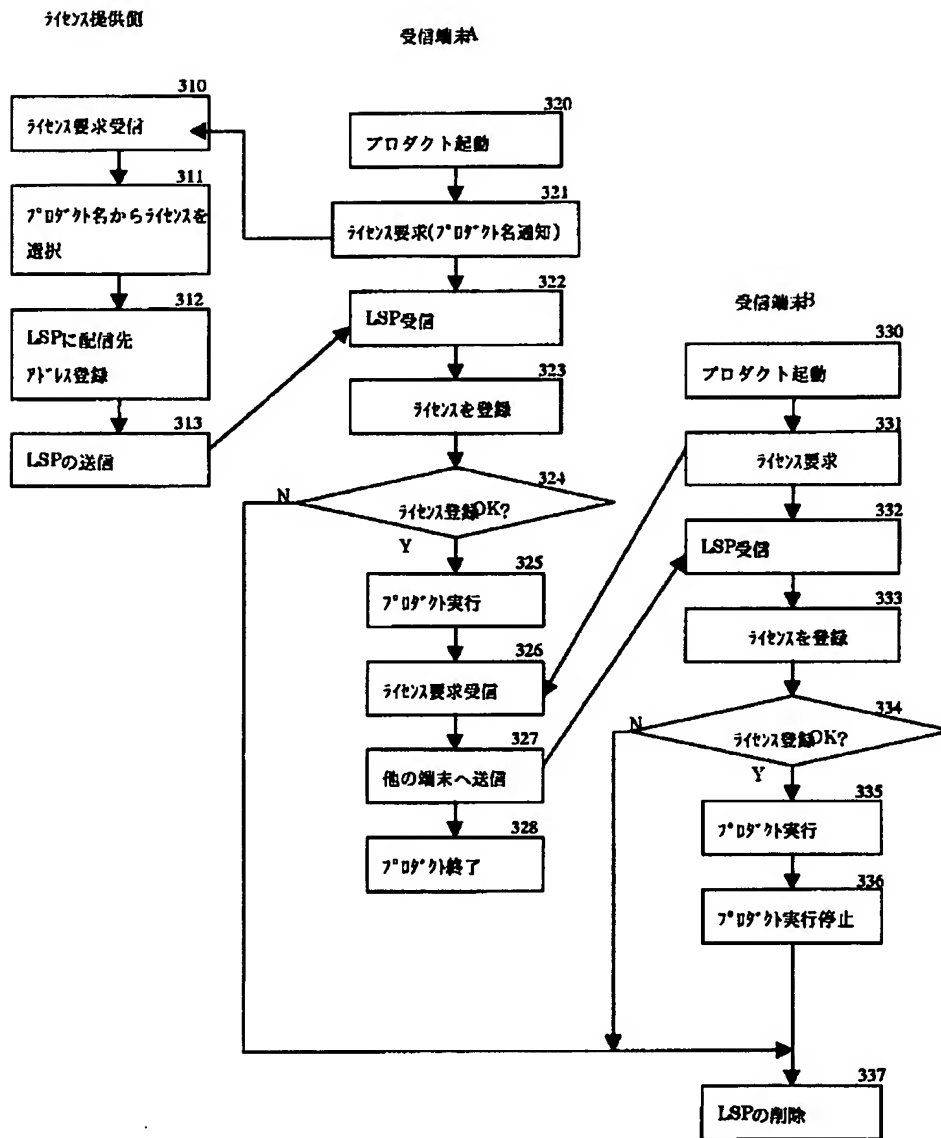 ライセンス提供側
受信端末A
310
ライセンス要求受信
311
プロダクト名からライセンスを
選択
312
LSPに配信先
アドレス登録
313
LSPの送信
320
プロダクト起動
321
ライセンス要求(プロダクト名通知)
322
LSP受信
323
ライセンスを登録
324
ライセンス登録OK?
N
Y
325
プロダクト実行
326
ライセンス要求受信
327
他の端末へ送信
328
プロダクト終了
受信端末B
330
プロダクト起動
331
ライセンス要求
332
LSP受信
333
ライセンスを登録
334
ライセンス登録OK?
N
Y
335
プロダクト実行
336
プロダクト実行停止
337
LSPの削除